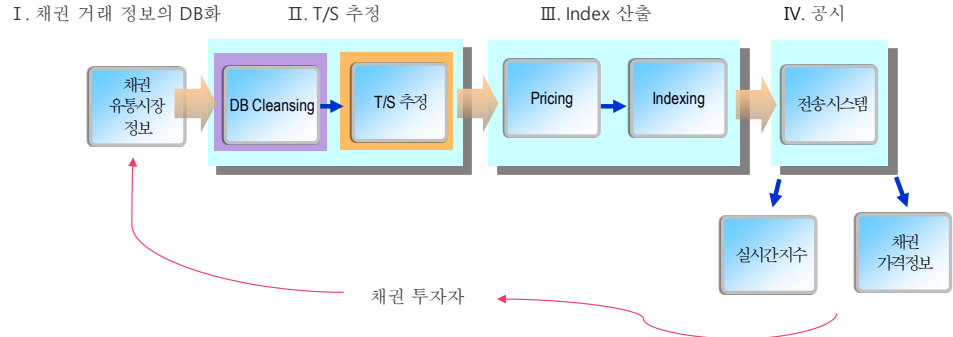 Ⅰ. 채권 거래 정보의 DB화
Ⅱ. T/S 추정
Ⅲ. Index 산출
Ⅳ. 공시
채권
유통시장
정보
DB Cleansing
T/S 추정
Pricing
Indexing
전송시스템
실시간지수
채권
가격정보
채권 투자자